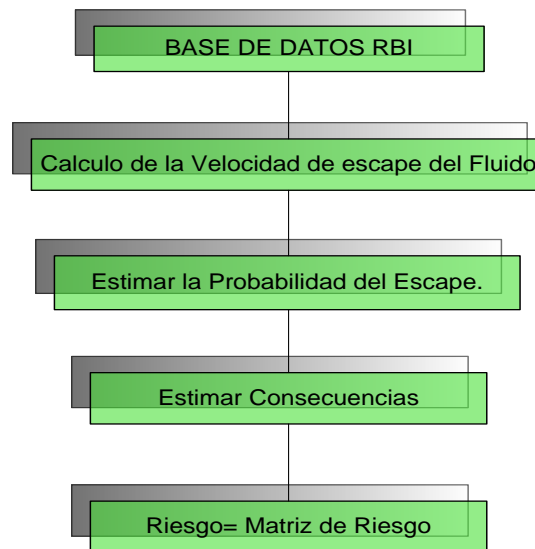 BASE DE DATOS RBI
Calculo de la Velocidad de escape del Fluido
Estimar la Probabilidad del Escape.
Estimar Consecuencias
Riesgo= Matriz de Riesgo